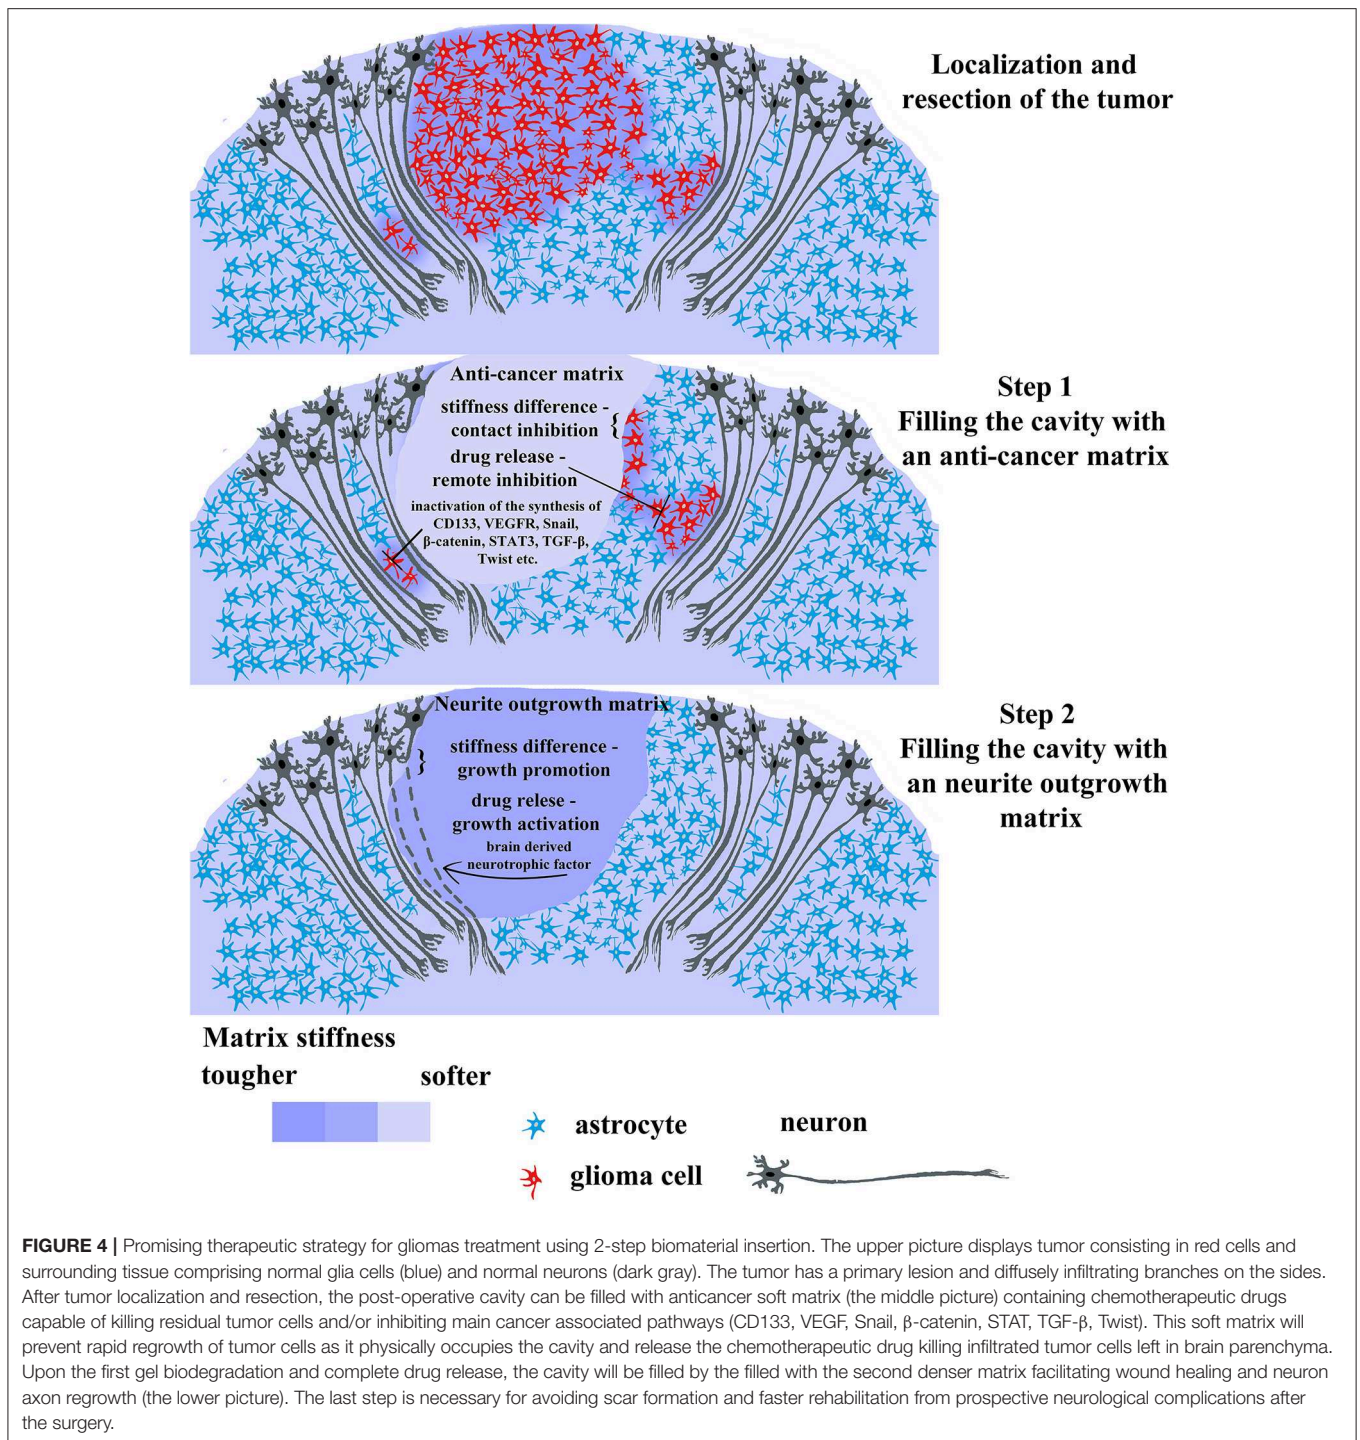 Localization and
resection of the tumor
Anti-cancer matrix
stiffness difference -
contact inhibition
{
drug release -
remote inhibition
inactivation of the synthesis of
CD133, VEGFR, Snail,
β-catenin, STAT3, TGF-β,
Twist etc.
Step 1
Filling the cavity with
an anti-cancer matrix
Neurite outgrowth matrix
stiffness difference -
growth promotion
}
drug relese -
growth activation
brain derived
neurotrophic factor
Step 2
Filling the cavity with
an neurite outgrowth
matrix
Matrix stiffness
tougher softer
astrocyte
glioma cell
neuron
FIGURE 4 | Promising therapeutic strategy for gliomas treatment using 2-step biomaterial insertion. The upper picture displays tumor consisting in red cells and
surrounding tissue comprising normal glia cells (blue) and normal neurons (dark gray). The tumor has a primary lesion and diffusely infiltrating branches on the sides.
After tumor localization and resection, the post-operative cavity can be filled with anticancer soft matrix (the middle picture) containing chemotherapeutic drugs
capable of killing residual tumor cells and/or inhibiting main cancer associated pathways (CD133, VEGF, Snail, β-catenin, STAT, TGF-β, Twist). This soft matrix will
prevent rapid regrowth of tumor cells as it physically occupies the cavity and release the chemotherapeutic drug killing infiltrated tumor cells left in brain parenchyma.
Upon the first gel biodegradation and complete drug release, the cavity will be filled by the filled with the second denser matrix facilitating wound healing and neuron
axon regrowth (the lower picture). The last step is necessary for avoiding scar formation and faster rehabilitation from prospective neurological complications after
the surgery.